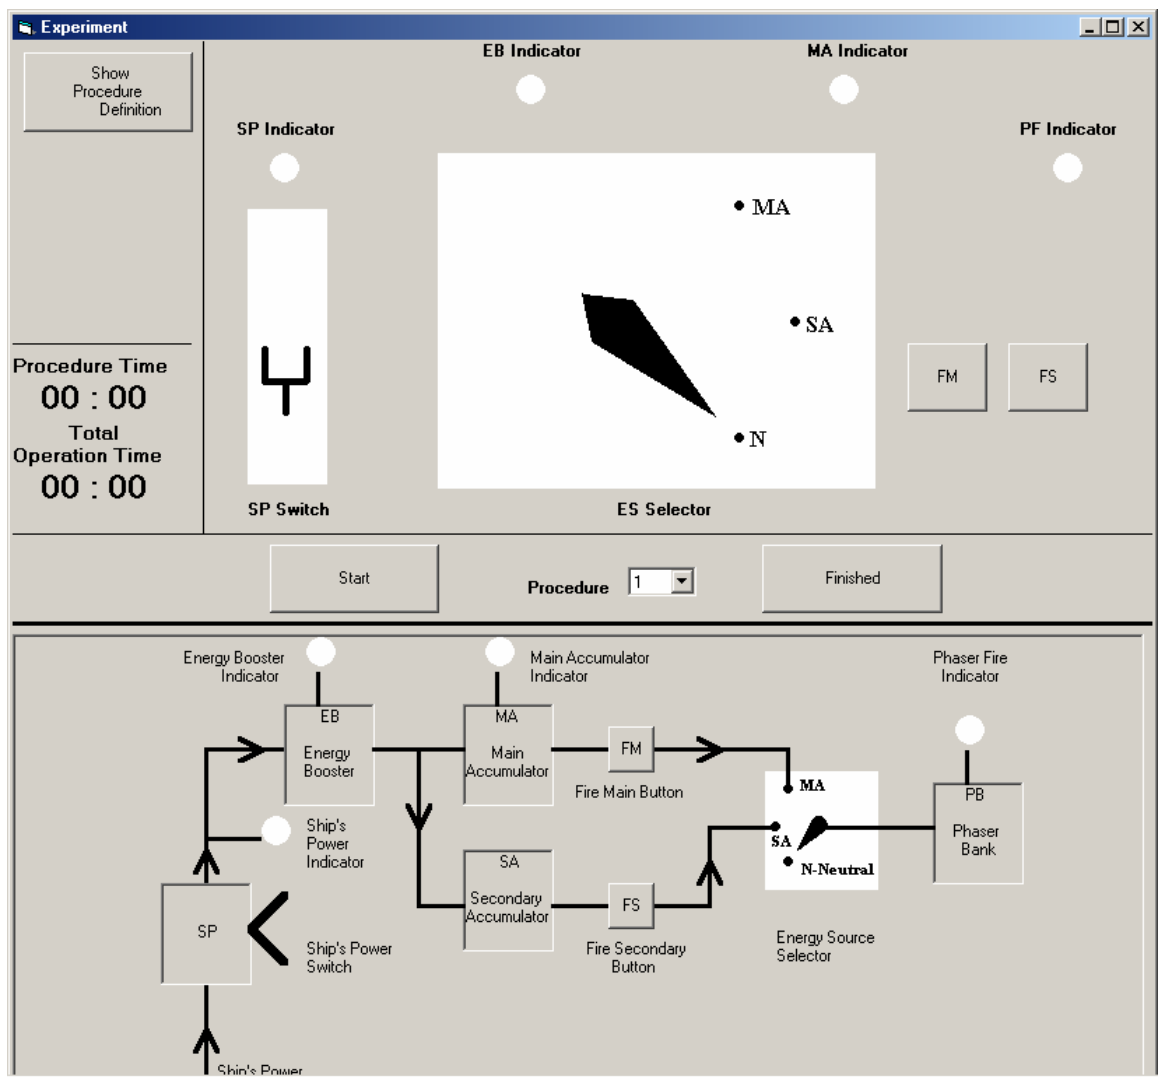 Experiment
Show
Procedure
Definition
EB Indicator
MA Indicator
SP Indicator
PF Indicator
MA
SA
N
FM
FS
Procedure Time
00 : 00
Total
Operation Time
00 : 00
SP Switch
ES Selector
Start
Procedure
1
Finished
Energy Booster
Indicator
Main Accumulator
Indicator
Phaser Fire
Indicator
EB
Energy
Booster
MA
Main
Accumulator
FM
Fire Main Button
MA
SA
N-Neutral
PB
Phaser
Bank
Ship's
Power
Indicator
SA
Secondary
Accumulator
FS
Fire Secondary
Button
Energy Source
Selector
SP
Ship's Power
Switch
Ship's Power